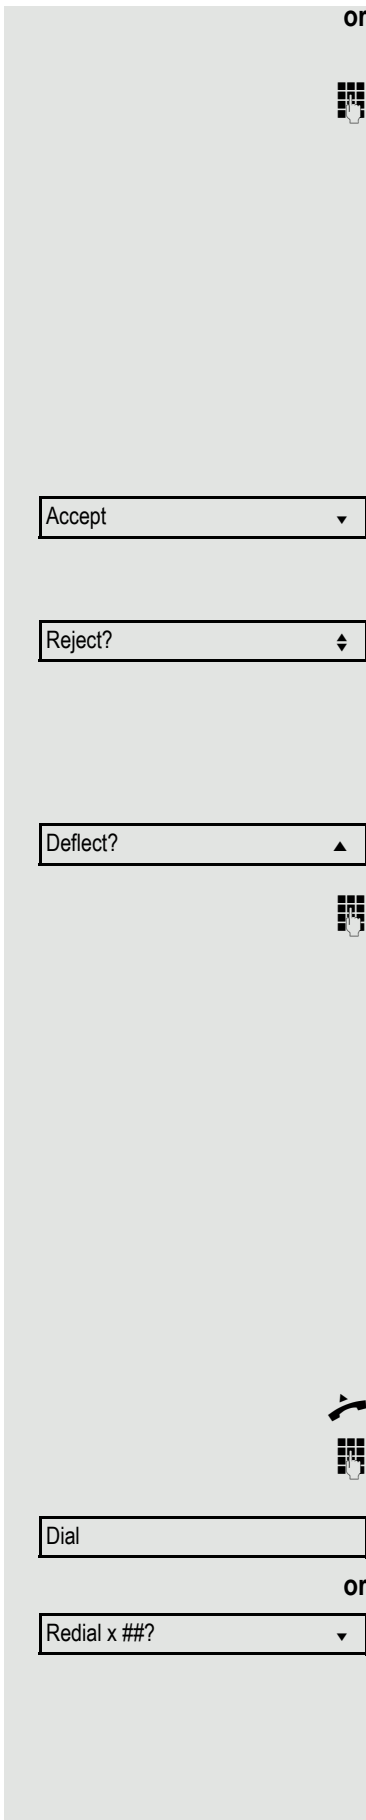 or
Accept
Reject?
Deflect?
Dial
or
Redial x ##?